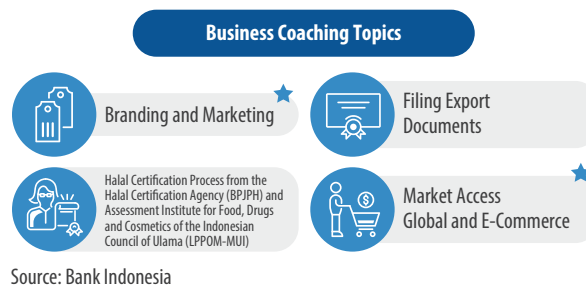 Business Coaching Topics
Branding and Marketing
Filing Export
Documents
Halal Certification Process from the
Halal Certification Agency (BPJPH) and
Assessment Institute for Food, Drugs
and Cosmetics of the Indonesian
Council of Ulama (LPPOM-MUI)
Market Access
Global and E-Commerce
Source: Bank Indonesia